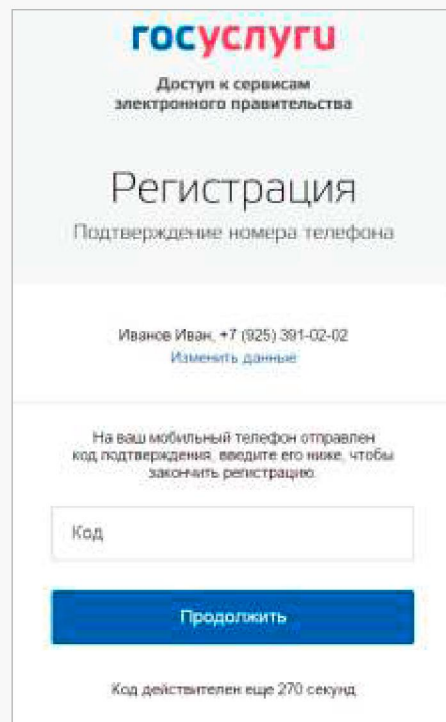 госуслуги
Доступ к сервисам
электронного правительства
Регистрация
Подтверждение номера телефона
Иванов Иван, +7 (925) 391-02-02
Изменить данные
На ваш мобильный телефон отправлен
код подтверждения, введите его ниже, чтобы
закончить регистрацию.
Код
Продолжить
Код действителен еще 270 секунд